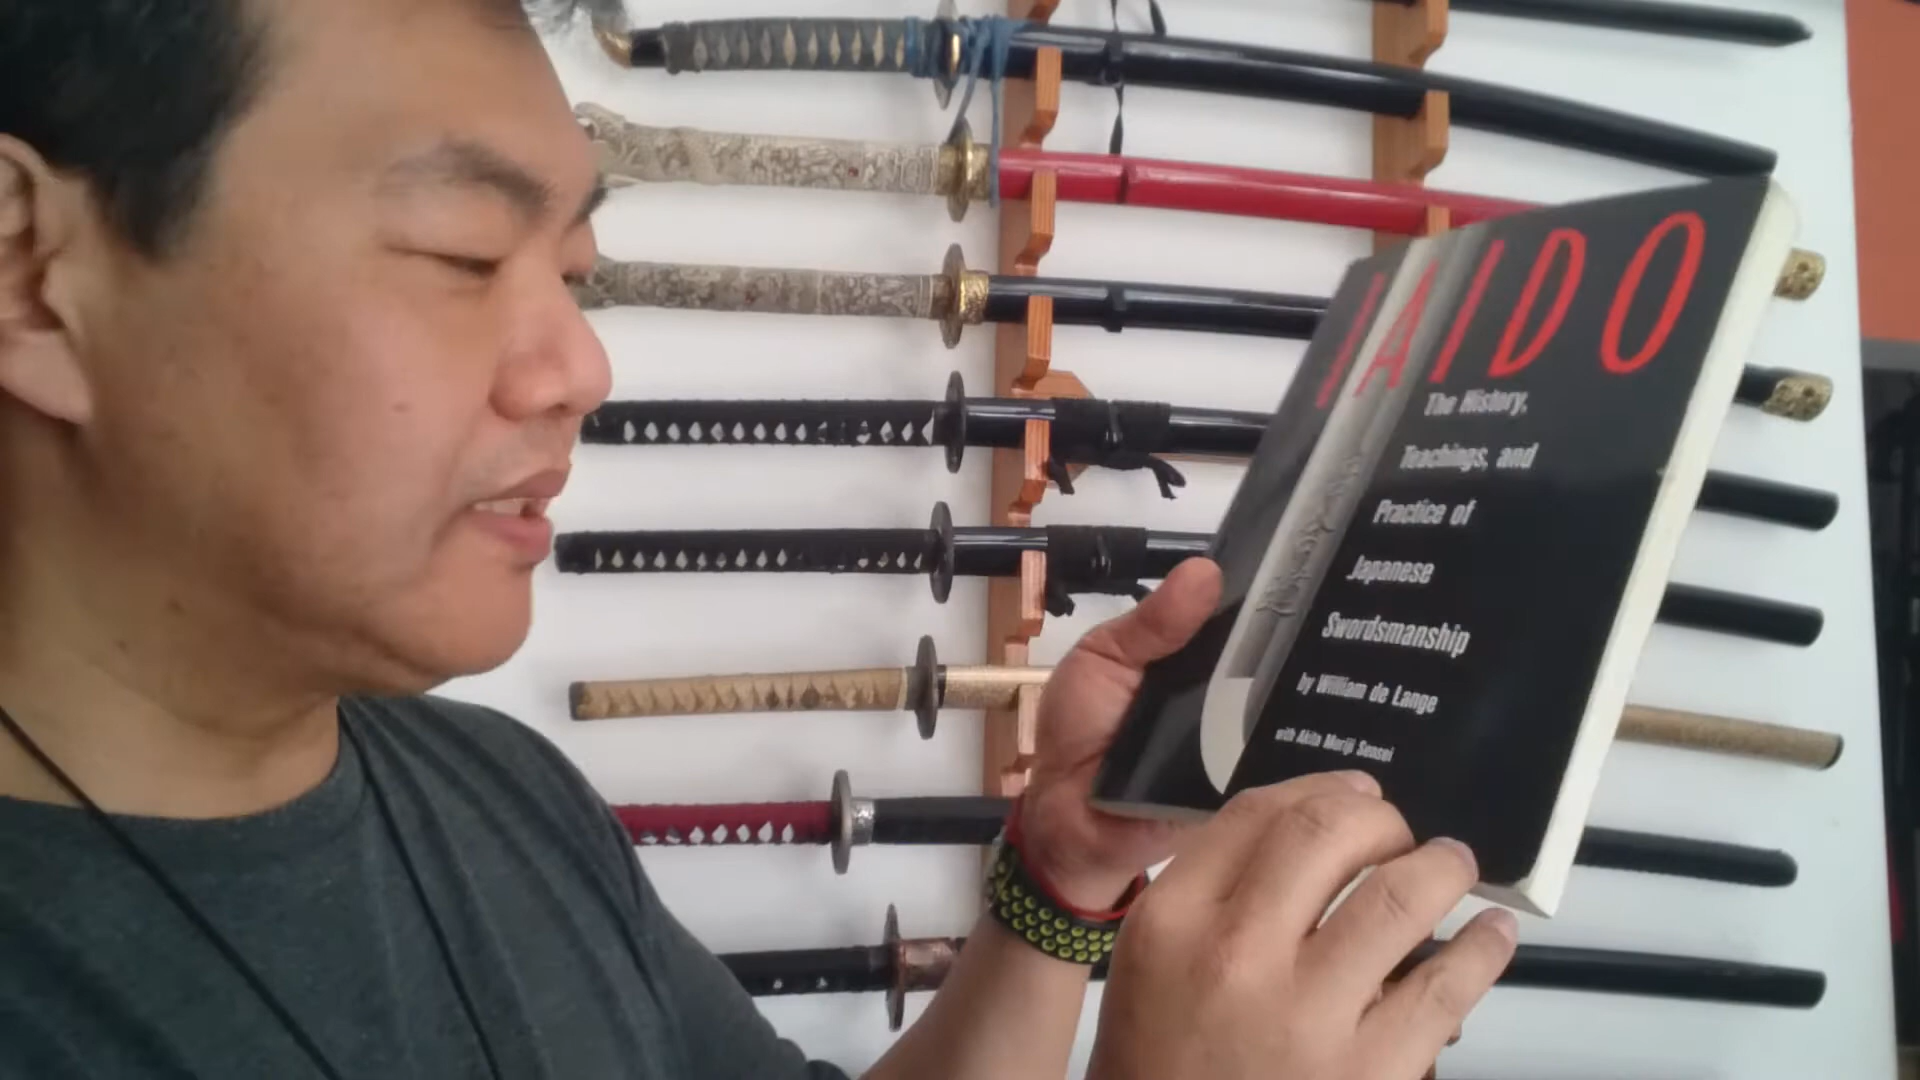 IAIDO
The History,
Teachings, and
Practice of
Japanese
Swordsmanship
by William de Lange
with Akita Moriji Sensei